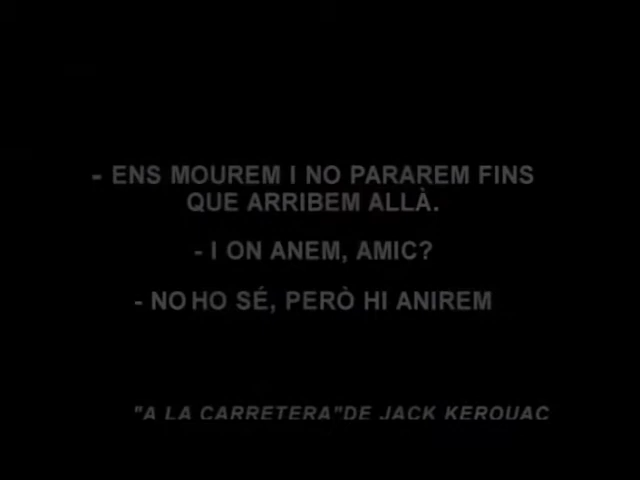 - ENS MOUREM I NO PARAREM FINS
QUE ARRIBEM ALLÀ.
- I ON ANEM, AMIC?
- NO HO SÉ, PERÒ HI ANIREM
"A LA CARRETERA"DE JACK KEROUAC